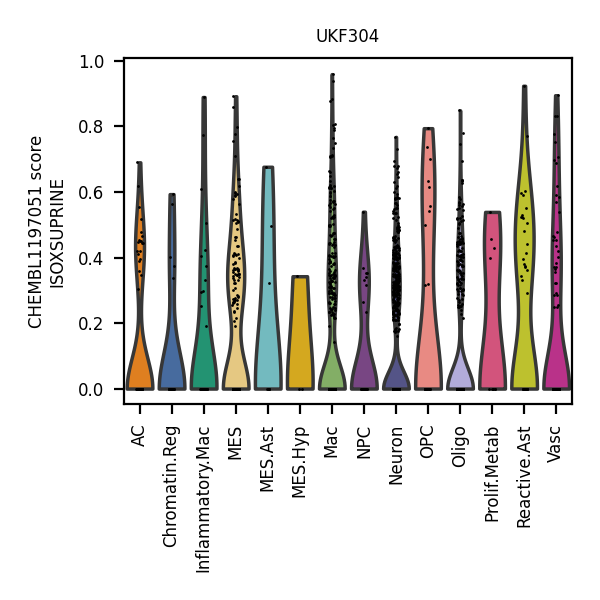 UKF304
CHEMBL1197051 score
ISOXSUPRINE
1.0
0.8
0.6
0.4
0.2
0.0
AC
Chromatin.Reg
Inflammatory.Mac
MES
MES.Ast
MES.Hyp
Mac
NPC
Neuron
OPC
Oligo
Prolif.Metab
Reactive.Ast
Vasc